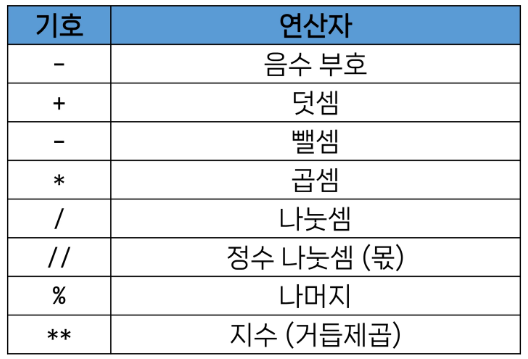 기호 연산자
- 음수 부호
+ 덧셈
- 뺄셈
* 곱셈
/ 나눗셈
// 정수 나눗셈 (몫)
% 나머지
** 지수 (거듭제곱)